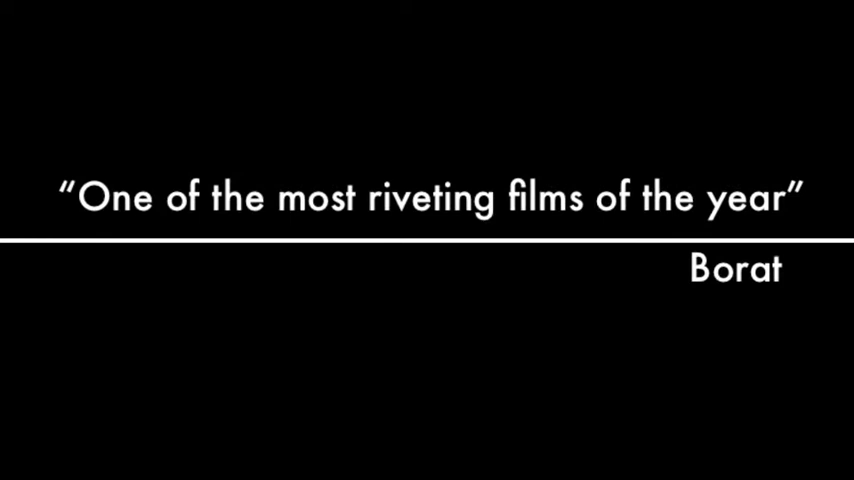 “One of the most riveting films of the year”
Borat